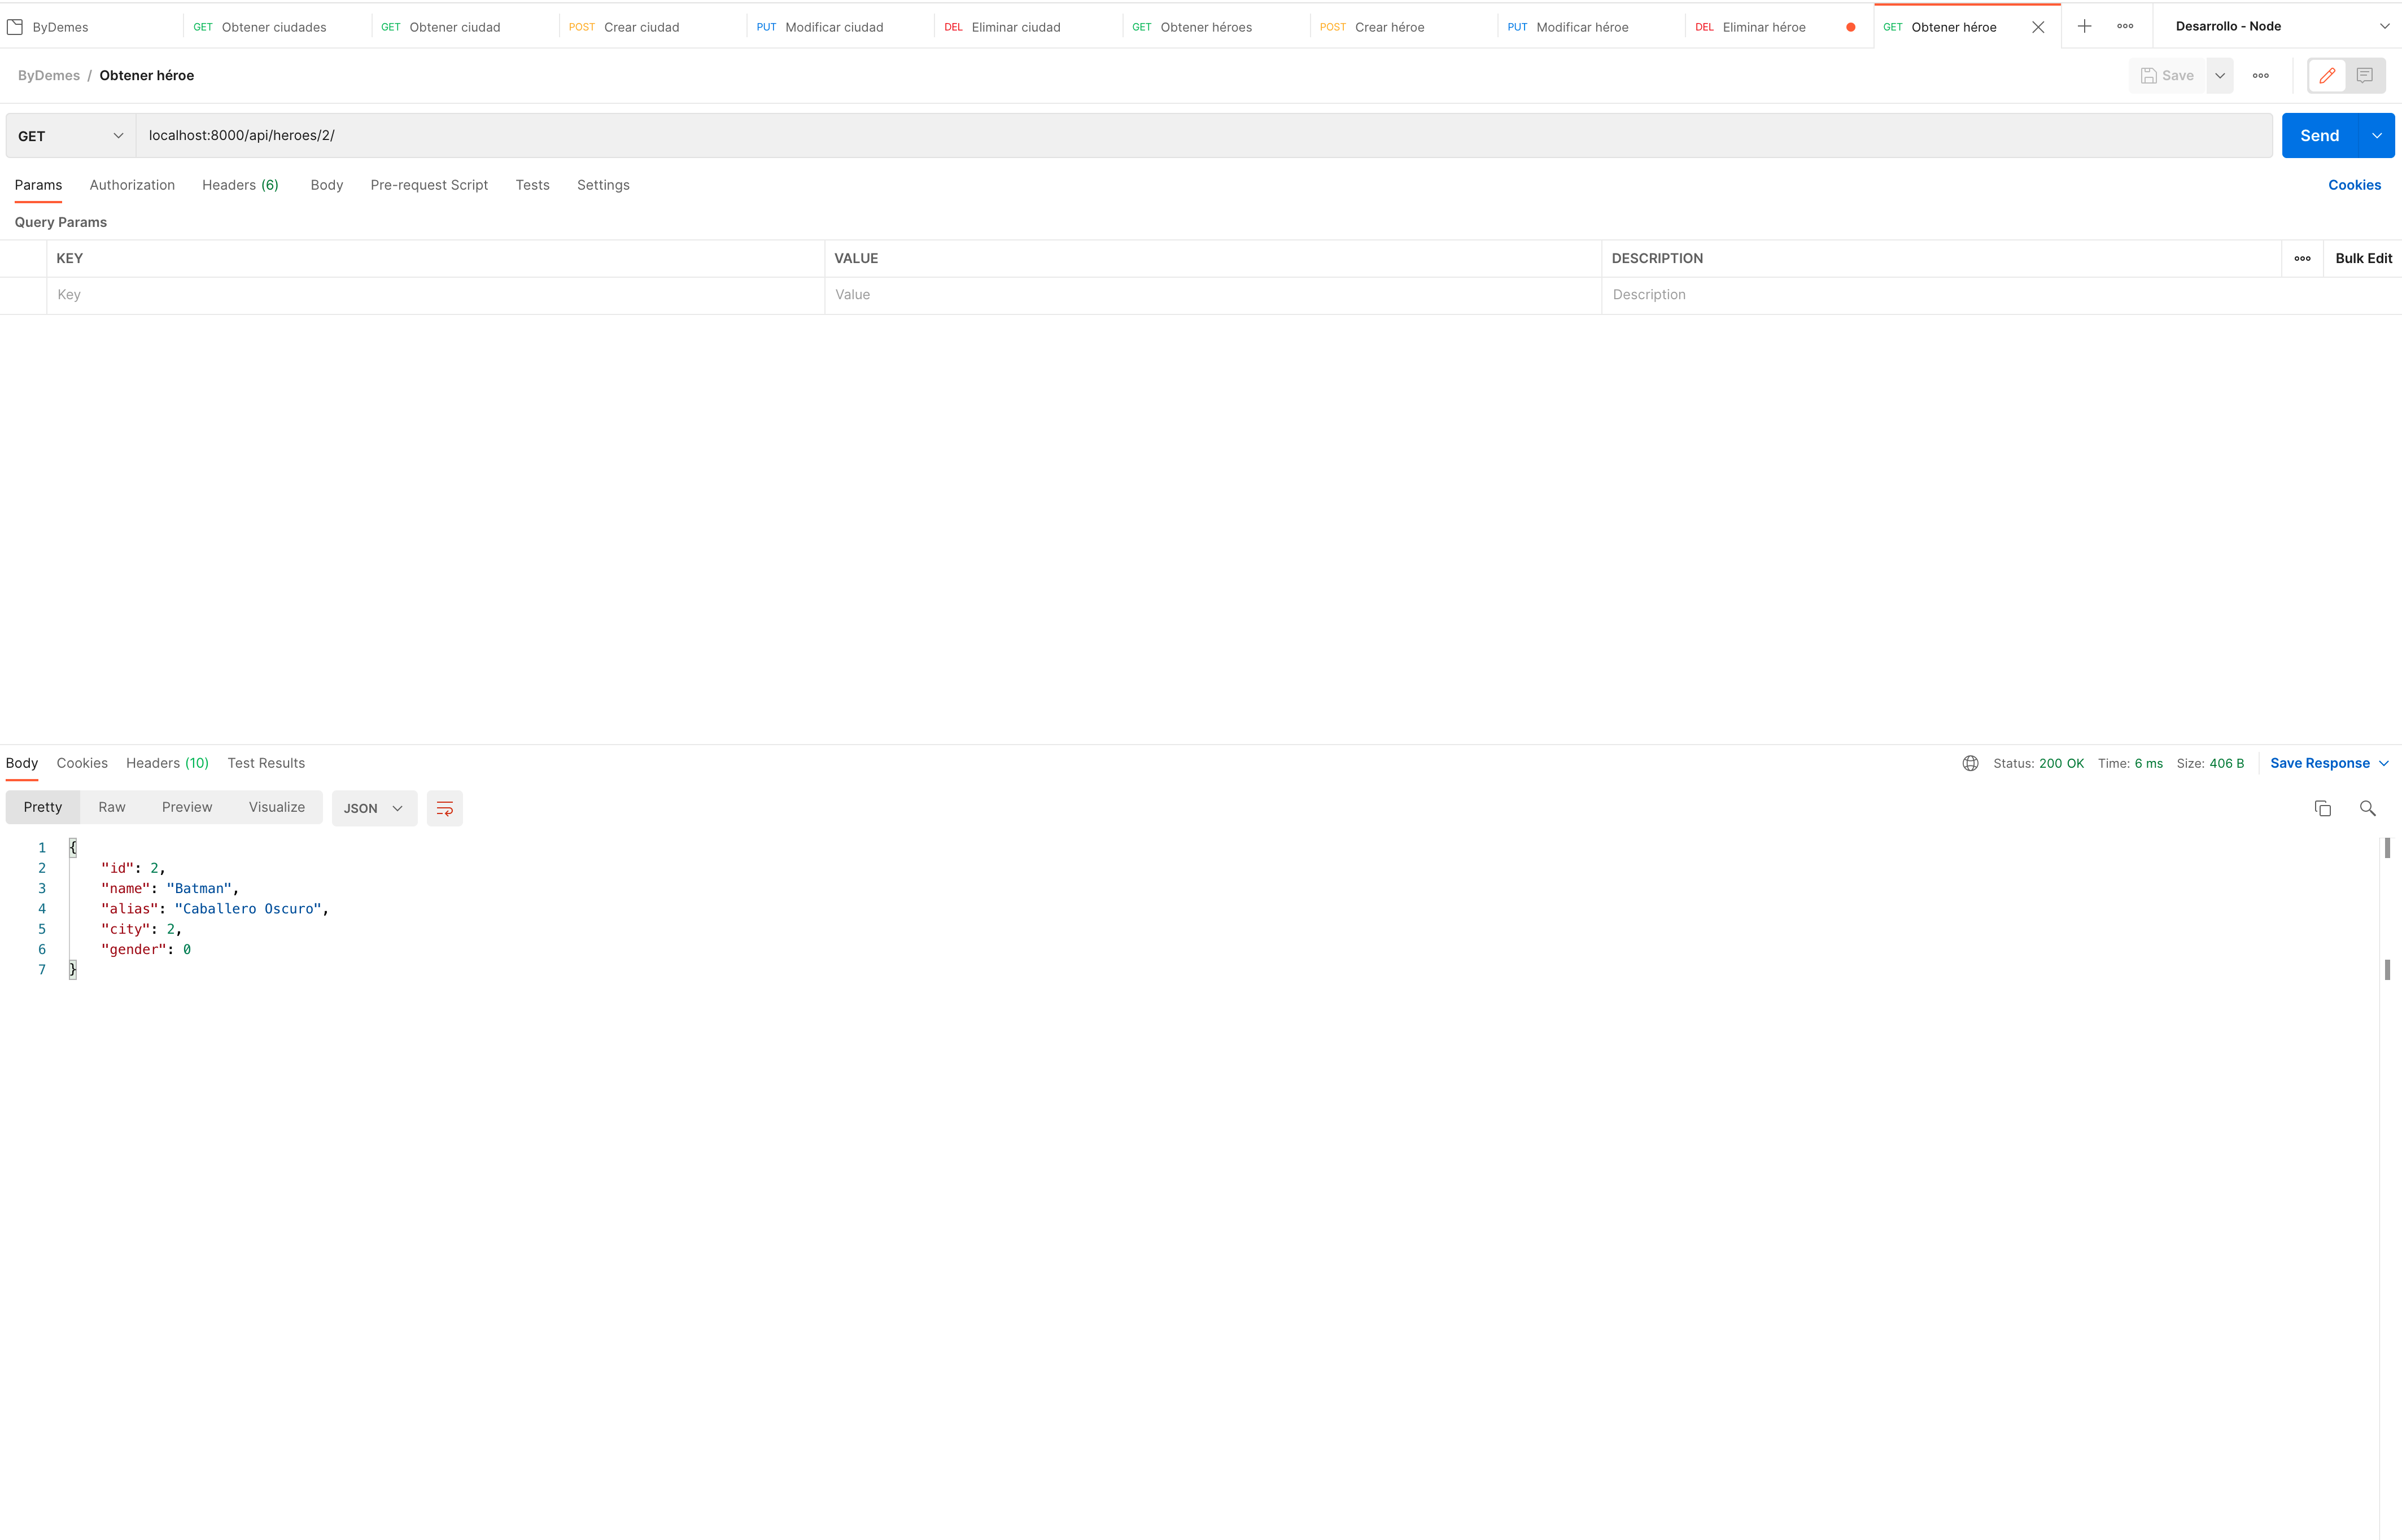 ByDemes GET Obtener ciudades GET Obtener ciudad POST Crear ciudad PUT Modificar ciudad DEL Eliminar ciudad GET Obtener héroes POST Crear héroe PUT Modificar héroe DEL Eliminar héroe GET Obtener héroe Desarrollo - Node
ByDemes / Obtener héroe Save
GET localhost:8000/api/heroes/2/ Send
Params Authorization Headers (6) Body Pre-request Script Tests Settings Cookies
Query Params
KEY VALUE DESCRIPTION Bulk Edit
Key Value Description
Body Cookies Headers (10) Test Results Status: 200 OK Time: 6 ms Size: 406 B Save Response
Pretty Raw Preview Visualize JSON
1 {
2 "id": 2,
3 "name": "Batman",
4 "alias": "Caballero Oscuro",
5 "city": 2,
6 "gender": 0
7 }